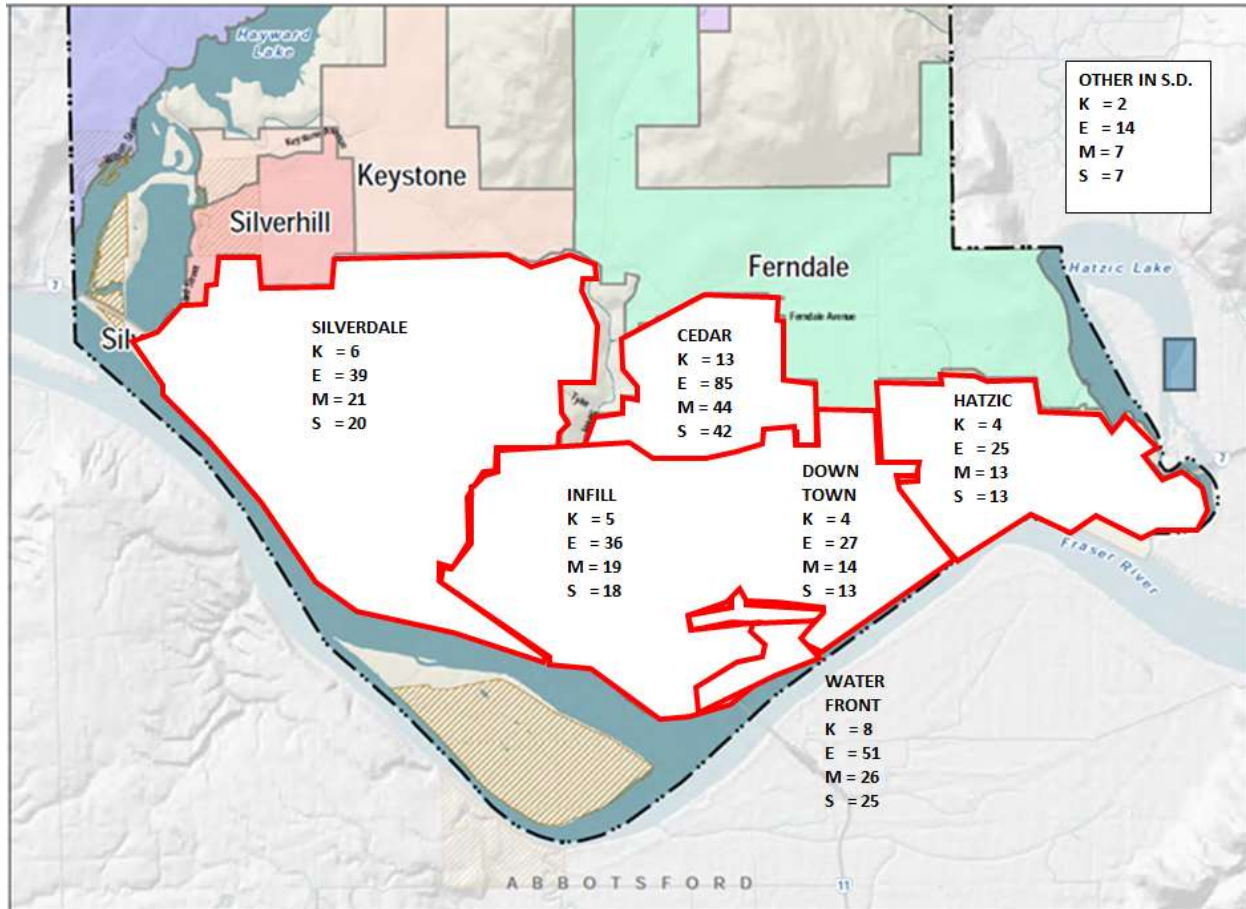 Hayward
Lake
OTHER IN S.D.
K = 2
E = 14
M = 7
S = 7
Keystone
Silverhill
Ferndale
Hatzic Lake
7
Ferndale Avenue
SILVERDALE
K = 6
E = 39
M = 21
S = 20
CEDAR
K = 13
E = 85
M = 44
S = 42
HATZIC
K = 4
E = 25
M = 13
S = 13
7
DOWN
TOWN
K = 4
E = 27
M = 14
S = 13
INFILL
K = 5
E = 36
M = 19
S = 18
Fraser River
WATER
FRONT
K = 8
E = 51
M = 26
S = 25
ABBOTSFORD
11